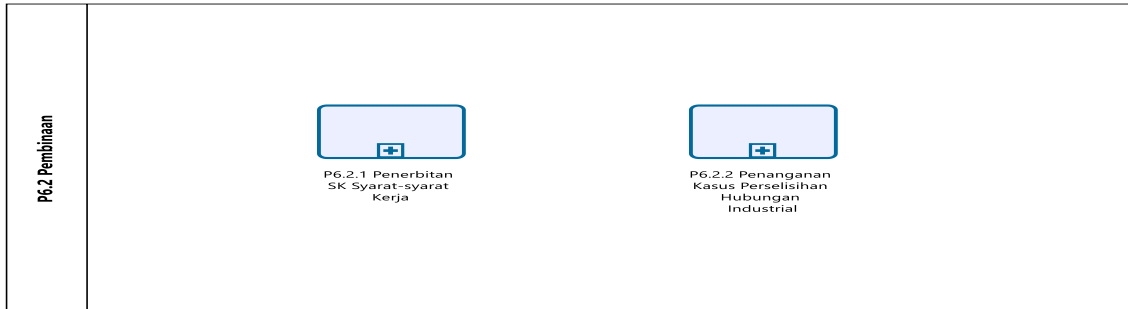 P6.2 Pembinaan
P6.2.1 Penerbitan
SK Syarat-syarat
Kerja
P6.2.2 Penanganan
Kasus Perselisihan
Hubungan
Industrial